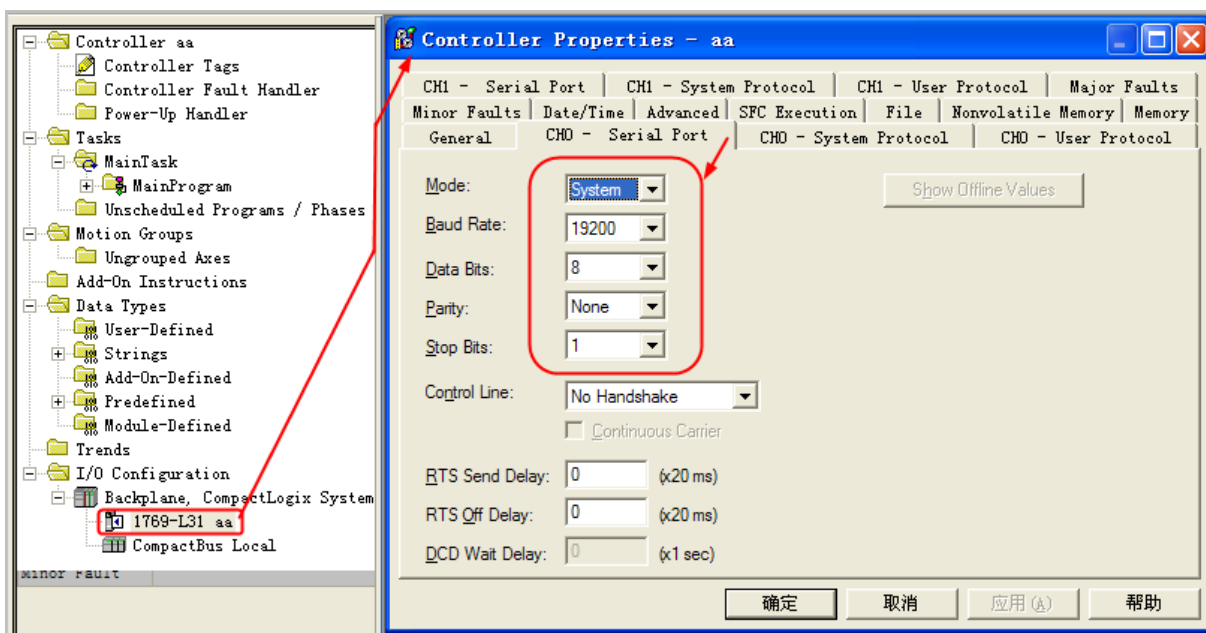 Controller aa
Controller Tags
Controller Fault Handler
Power-Up Handler
Tasks
MainTask
MainProgram
Unscheduled Programs / Phases
Motion Groups
Ungrouped Axes
Add-On Instructions
Data Types
User-Defined
Strings
Add-On-Defined
Predefined
Module-Defined
Trends
I/O Configuration
Backplane, CompactLogix System
1769-L31 aa
CompactBus Local
Minor Fault
Controller Properties - aa
CH1 - Serial Port CH1 - System Protocol CH1 - User Protocol Major Faults
Minor Faults Date/Time Advanced SFC Execution File Nonvolatile Memory Memory
General CH0 - Serial Port CH0 - System Protocol CH0 - User Protocol
Mode: System Show Offline Values
Baud Rate: 19200
Data Bits: 8
Parity: None
Stop Bits: 1
Control Line: No Handshake
Continuous Carrier
RTS Send Delay: 0 (x20 ms)
RTS Off Delay: 0 (x20 ms)
DCD Wait Delay: 0 (x1 sec)
确定 取消 应用(A) 帮助